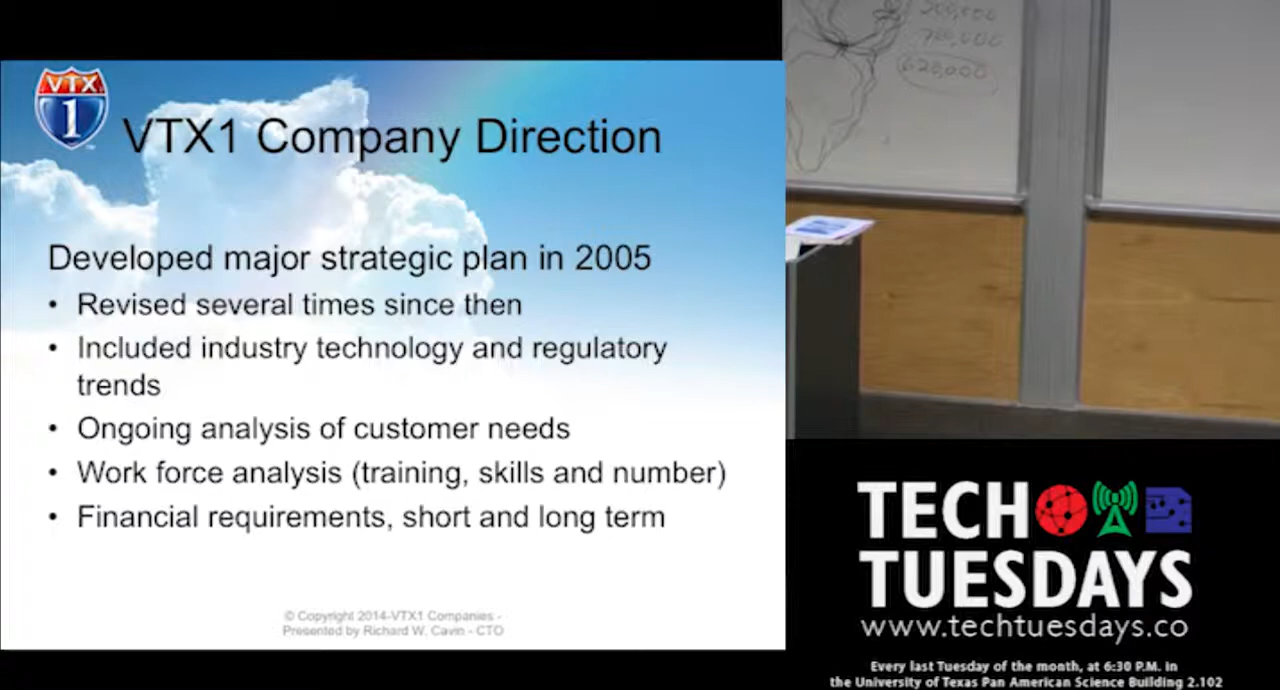 VTX
1
VTX1 Company Direction
Developed major strategic plan in 2005
• Revised several times since then
• Included industry technology and regulatory
trends
• Ongoing analysis of customer needs
• Work force analysis (training, skills and number)
• Financial requirements, short and long term
© Copyright 2014-VTX1 Companies -
Presented by Richard W. Cavin - CTO
620,000
TECH
TUESDAYS
www.techtuesdays.co
Every last Tuesday of the month, at 6:30 P.M. in
the University of Texas Pan American Science Building 2.102